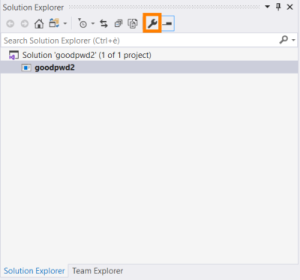 Solution Explorer
Search Solution Explorer (Ctrl+è)
Solution 'goodpwd2' (1 of 1 project)
goodpwd2
Solution Explorer Team Explorer